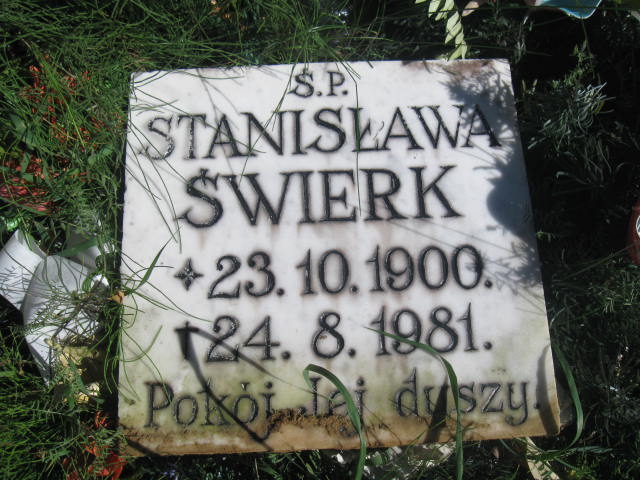 Ś.P.
STANISŁAWA
ŚWIERK
✦ 23.10.1900.
† 24. 8. 1981.
Pokój Jej duszy.